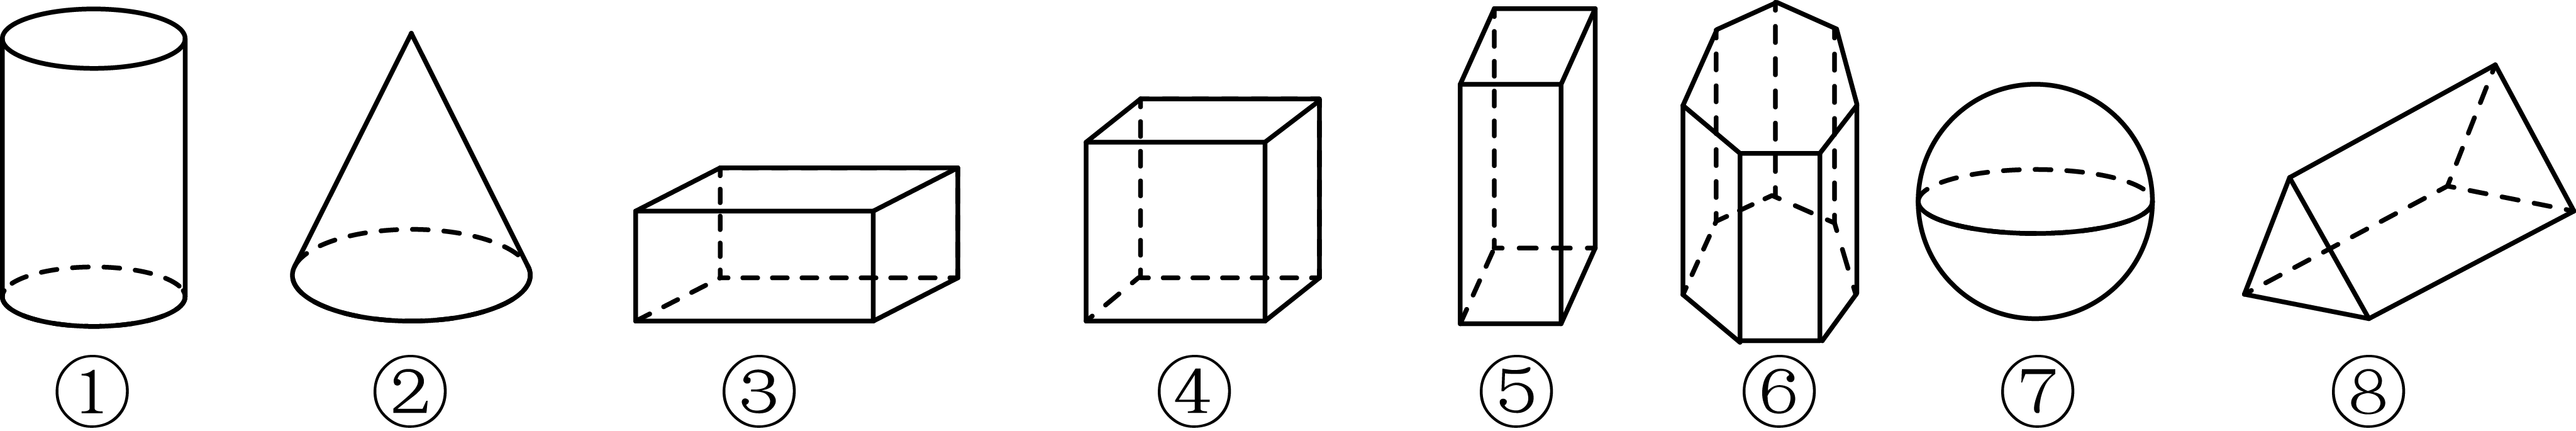 ① ② ③ ④ ⑤ ⑥ ⑦ ⑧